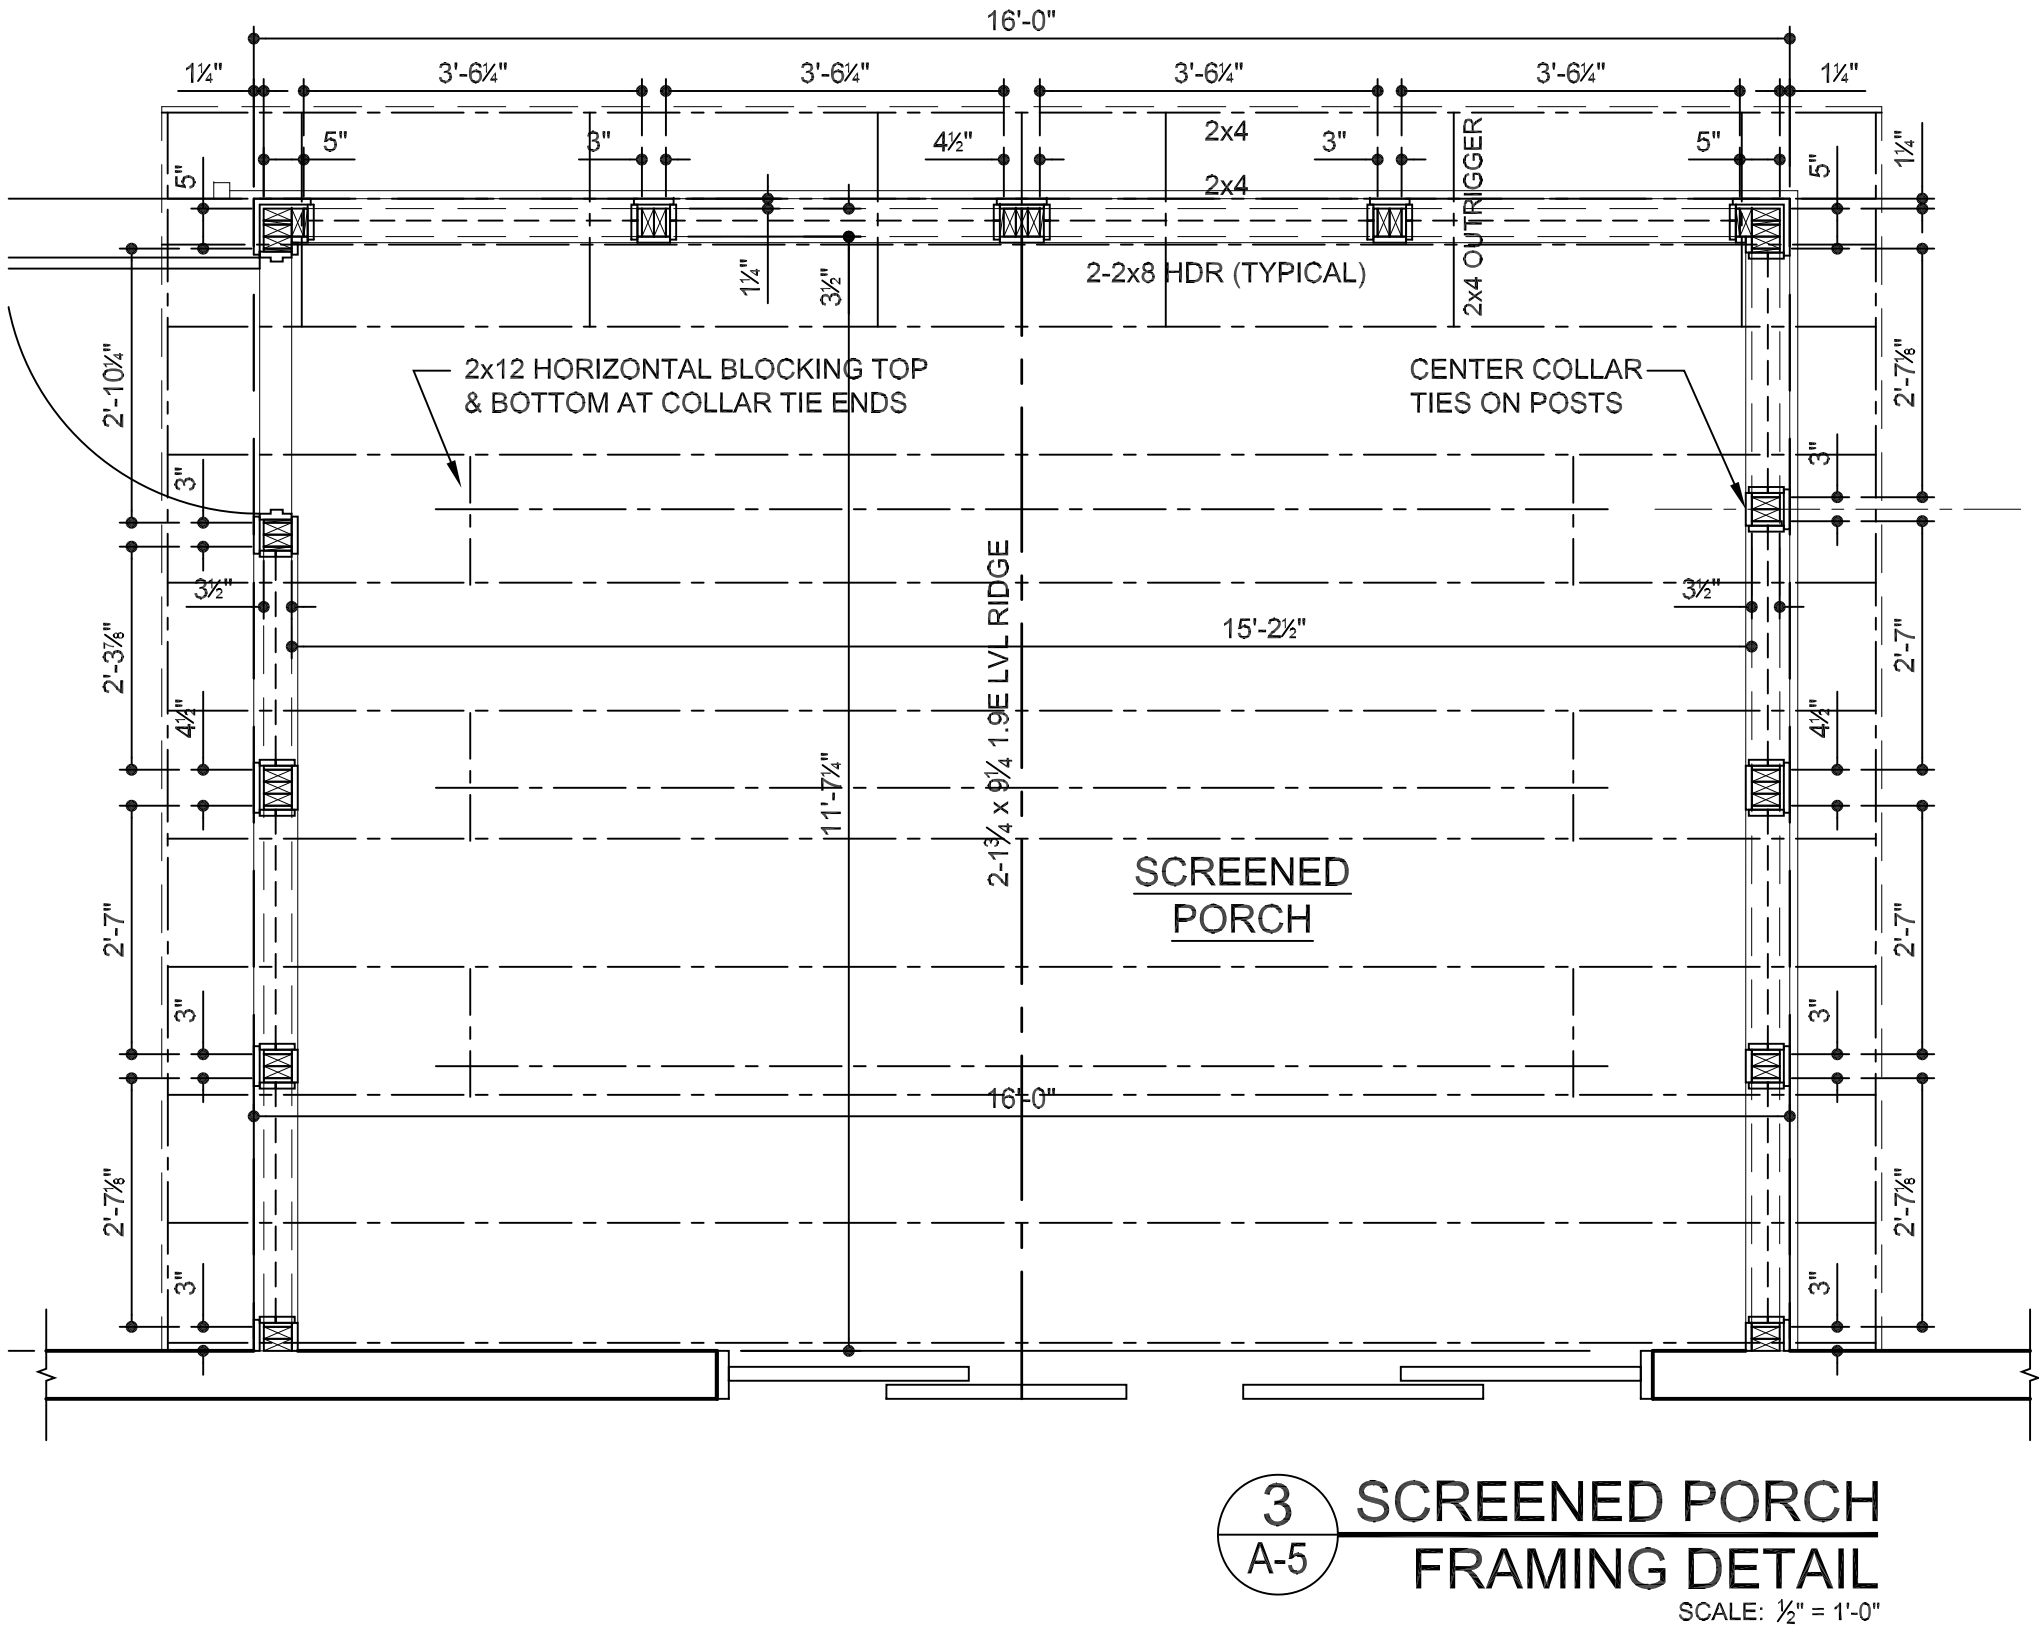 16'-0"
1¼" 3'-6¼" 3'-6¼" 3'-6¼" 3'-6¼" 1¼"
5" 3" 4½" 2x4 3" 5"
5" 2x4 2x4 OUTRIGGER 5" 1¼"
1¼" 3½" 2-2x8 HDR (TYPICAL)
2'-10¼" 2x12 HORIZONTAL BLOCKING TOP
& BOTTOM AT COLLAR TIE ENDS
CENTER COLLAR
TIES ON POSTS
2'-7⅛"
3" 3"
3½" 3½"
2'-3⅞" 15'-2½" 2'-7"
4½" 4½"
2-1¾ x 9¼ 1.9E LVL RIDGE
11'-7¼"
SCREENED
PORCH
2'-7" 2'-7"
3" 3"
16'-0"
2'-7⅛" 2'-7⅛"
3" 3"
3
A-5
SCREENED PORCH
FRAMING DETAIL
SCALE: ½" = 1'-0"